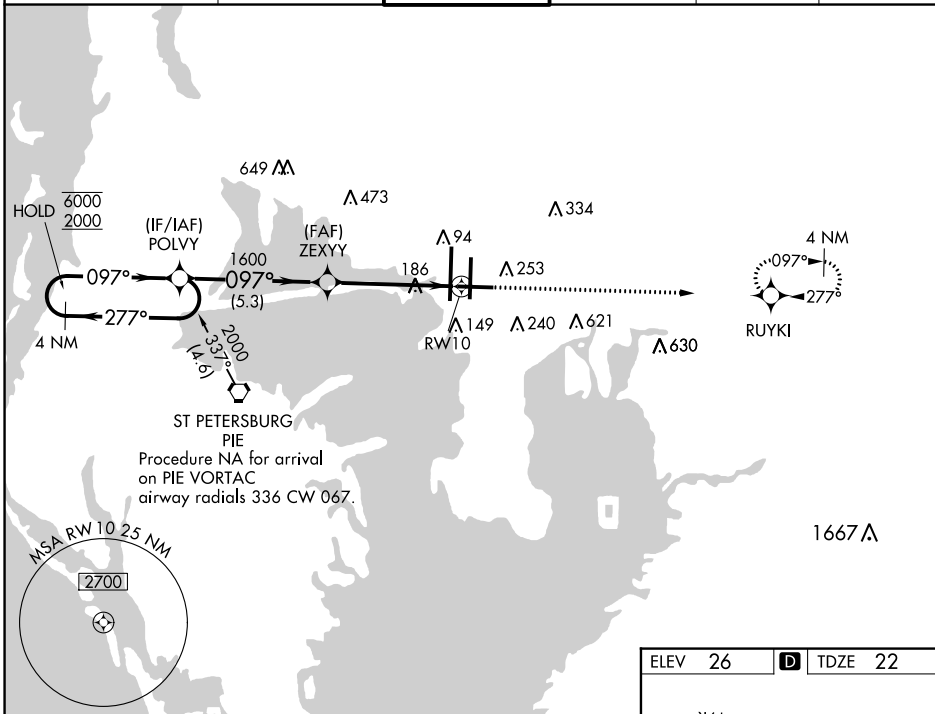 649
473
334
HOLD
6000
2000
(IF/IAF)
POLVY
(FAF)
ZEXYY
94
4 NM
097°
1600
097°
(5.3)
186
253
097°
277°
277°
4 NM
RW10
149
240
621
630
RUYKI
2000
337°
(4.6)
ST PETERSBURG
PIE
Procedure NA for arrival
on PIE VORTAC
airway radials 336 CW 067.
MSA RW 10 25 NM
2700
1667
ELEV 26 D TDZE 22